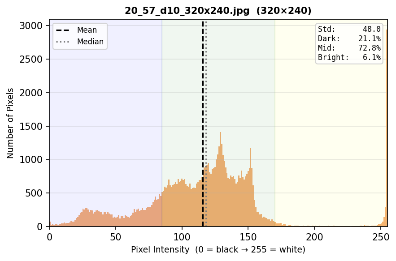 20_57_d10_320x240.jpg  (320×240)
Mean
Median
Std: 48.8
Dark: 21.1%
Mid: 72.8%
Bright: 6.1%
3000
2500
2000
1500
1000
500
0
Number of Pixels
0 50 100 150 200 250
Pixel Intensity  (0 = black → 255 = white)